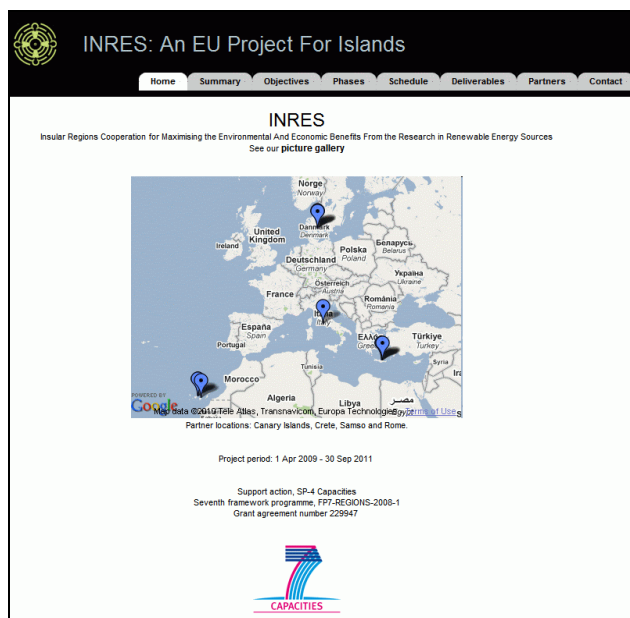 INRES: An EU Project For Islands
Home Summary Objectives Phases Schedule Deliverables Partners Contact
INRES
Insular Regions Cooperation for Maximising the Environmental And Economic Benefits From the Research in Renewable Energy Sources
See our picture gallery
Norge
Norway
Danmark
Denmark
United
Kingdom
Ireland
Polska
Poland
Беларусь
Belarus
Deutschland
Germany
Україна
Ukraine
Österreich
Austria
France
România
Romania
Italia
Italy
España
Spain
Portugal
Türkiye
Turkey
Syria
Tunisia
Morocco
Algeria
Libya
مصر
Egypt
POWERED BY
Google
Map data ©2010 Tele Atlas, Transnavicom, Europa Technologies - Terms of Use
Partner locations: Canary Islands, Crete, Samso and Rome.
Project period: 1 Apr 2009 - 30 Sep 2011
Support action, SP-4 Capacities
Seventh framework programme, FP7-REGIONS-2008-1
Grant agreement number 229947
7
CAPACITIES